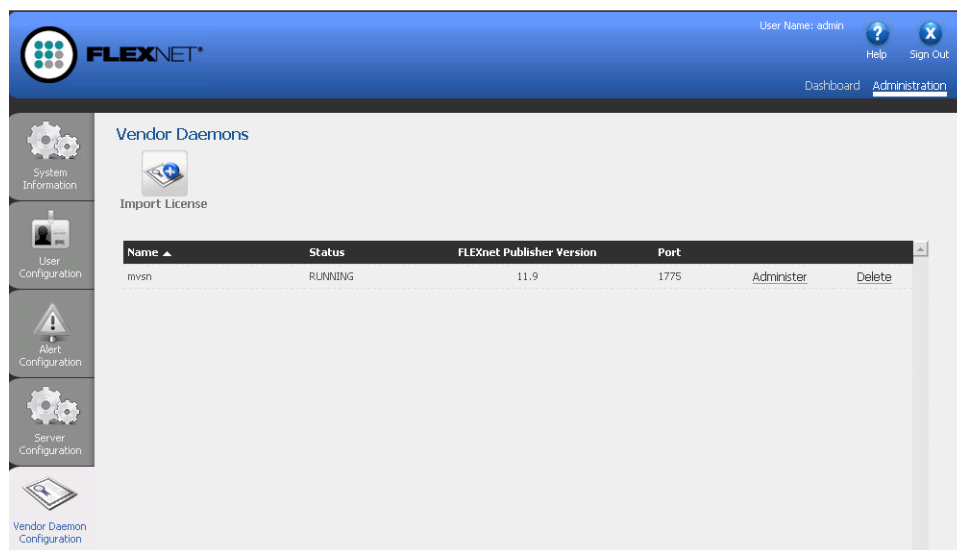 User Name: admin
Help
Sign Out
FLEXNET*
Dashboard Administration
System
Information
User
Configuration
Alert
Configuration
Server
Configuration
Vendor Daemon
Configuration
Vendor Daemons
Import License
Name Status FLEXnet Publisher Version Port
mvsn RUNNING 11.9 1775 Administer Delete